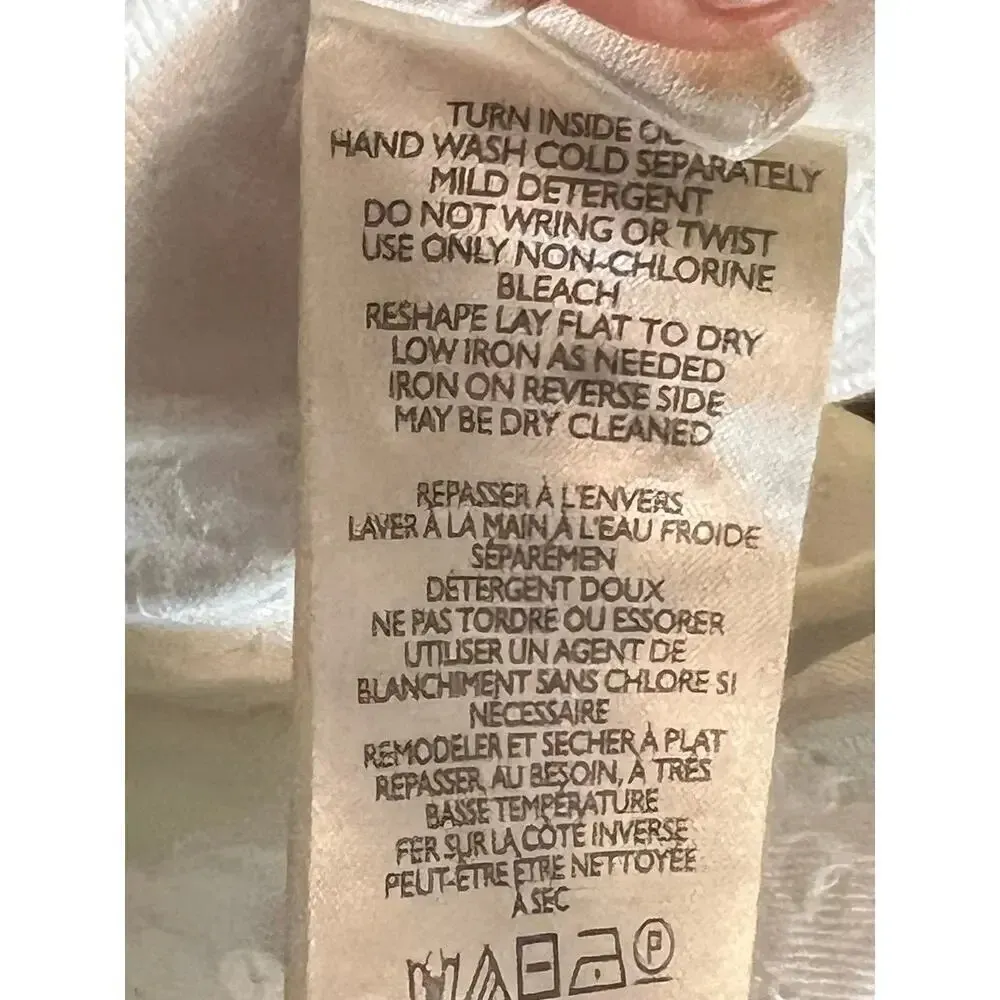 TURN INSIDE
HAND WASH COLD SEPARATELY
MILD DETERGENT
DO NOT WRING OR TWIST
USE ONLY NON-CHLORINE
BLEACH
RESHAPE LAY FLAT TO DRY
LOW IRON AS NEEDED
IRON ON REVERSE SIDE
MAY BE DRY CLEANED
REPASSER À L'ENVERS
LAVER À LA MAIN À L'EAU FROIDE
SÉPARÉMEN
DÉTERGENT DOUX
NE PAS TORDRE OU ESSORER
UTILISER UN AGENT DE
BLANCHIMENT SANS CHLORE SI
NÉCESSAIRE
REMODELER ET SECHER À PLAT
REPASSER, AU BESOIN, À TRÈS
BASSE TEMPÉRATURE
FER SUR LA CÔTE INVERSE
PEUT-ÊTRE ÊTRE NETTOYÉE
À SEC
P